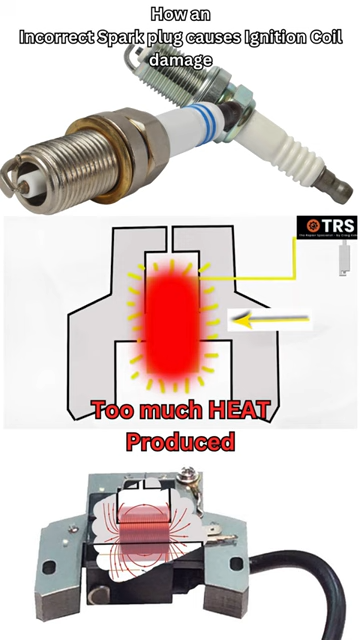 How an
Incorrect Spark plug causes Ignition Coil
damage
TRS
Too much HEAT
Produced